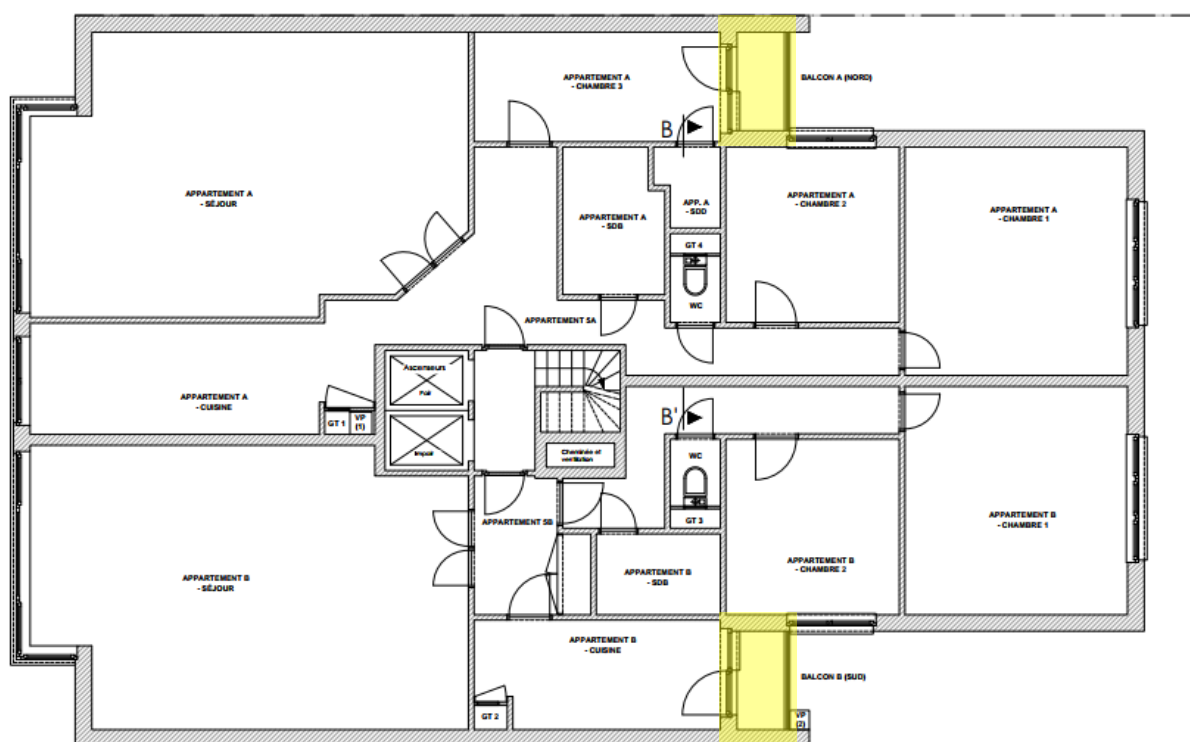 APPARTEMENT A
- CHAMBRE 3
BALCON A (NORD)
B
APPARTEMENT A
- SÉJOUR
APPARTEMENT A
- SDB
APP. A
- SDD
APPARTEMENT A
- CHAMBRE 2
APPARTEMENT A
- CHAMBRE 1
GT 4
WC
APPARTEMENT 5A
APPARTEMENT A
- CUISINE
Ascenseurs
Pair
GT 1
VP
(1)
Impair
B'
Cheminée et
ventilation
WC
GT 3
APPARTEMENT 5B
APPARTEMENT B
- CHAMBRE 1
APPARTEMENT B
- SÉJOUR
APPARTEMENT B
- SDB
APPARTEMENT B
- CHAMBRE 2
APPARTEMENT B
- CUISINE
BALCON B (SUD)
GT 2
VP
(2)